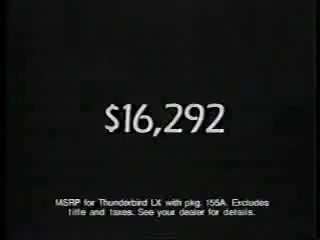 $16,292
MSRP for Thunderbird LX with pkg. 155A. Excludes
title and taxes. See your dealer for details.